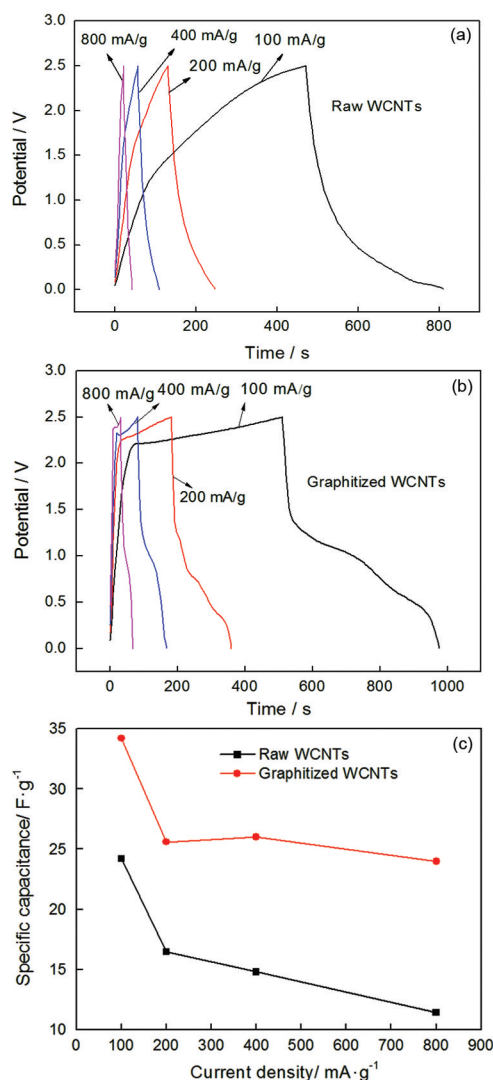 (a)
800 mA/g
400 mA/g
100 mA/g
200 mA/g
Raw WCNTs
3.0
2.5
2.0
1.5
1.0
0.5
0.0
Potential / V
0 200 400 600 800
Time / s
(b)
800 mA/g
400 mA/g
100 mA/g
200 mA/g
Graphitized WCNTs
3.0
2.5
2.0
1.5
1.0
0.5
0.0
Potential / V
0 200 400 600 800 1000
Time / s
(c)
Raw WCNTs
Graphitized WCNTs
35
30
25
20
15
10
Specific capacitance/ F·g⁻¹
0 100 200 300 400 500 600 700 800 900
Current density/ mA·g⁻¹